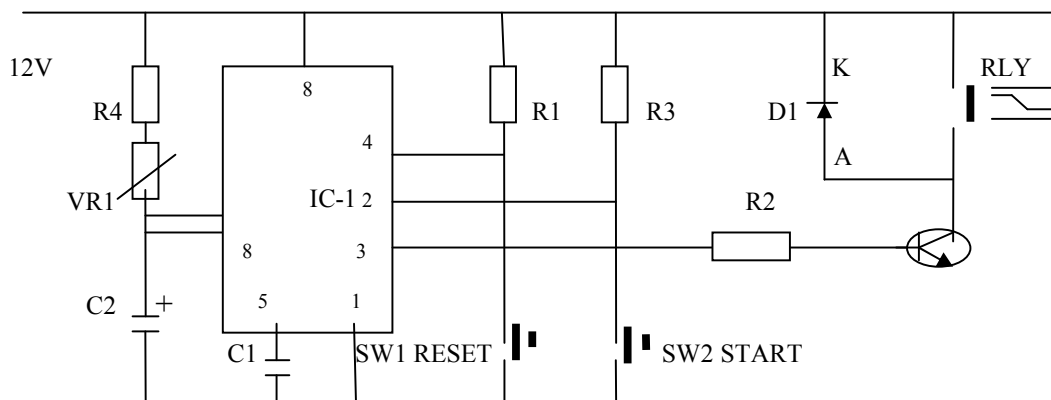 12V
K
RLY
8
R4
R1
R3
D1
4
A
VR1
IC-1
2
R2
8
3
C2
+
5
1
C1
SW1 RESET
SW2 START